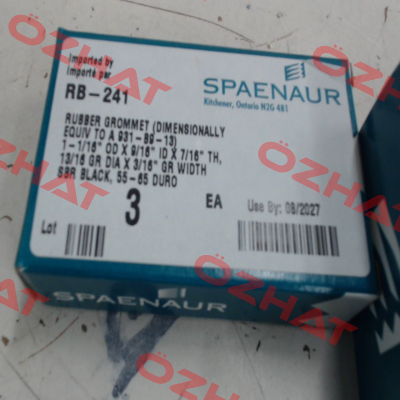 Imported by
Importé par
RB-241
SPAENAUR
Kitchener, Ontario N2G 4B1
RUBBER GROMMET (DIMENSIONALLY
EQUIV TO A 931-89-13)
1-1/16" OD X 9/16" ID X 7/16" TH,
13/16 GR DIA X 3/16" GR WIDTH
SBR BLACK, 55-65 DURO
3 EA
Use By: 08/2027
Lot
SPAENAUR
OZHAT
OZHAT
OZHAT
OZHAT
OZHAT
OZHAT